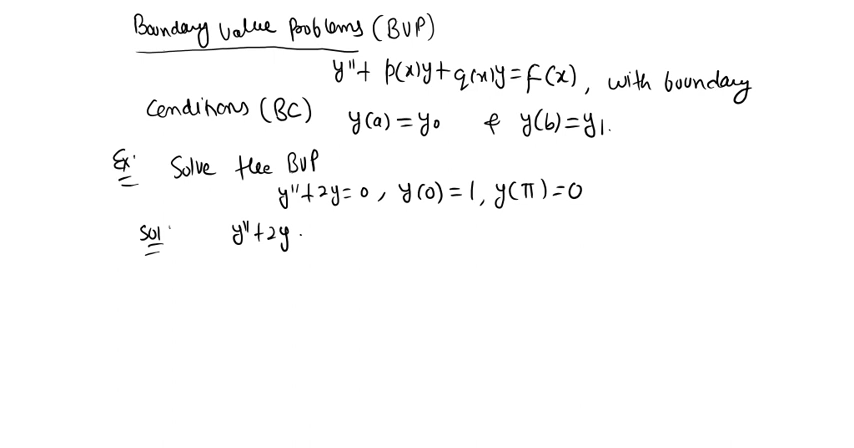 Boundary Value Problems (BVP)
y'' + p(x)y + q(x)y = f(x), with boundary
Conditions (BC) y(a) = y₀ & y(b) = y₁.
Ex: Solve the BVP
y'' + 2y = 0, y(0) = 1, y(π) = 0
Sol: y'' + 2y.